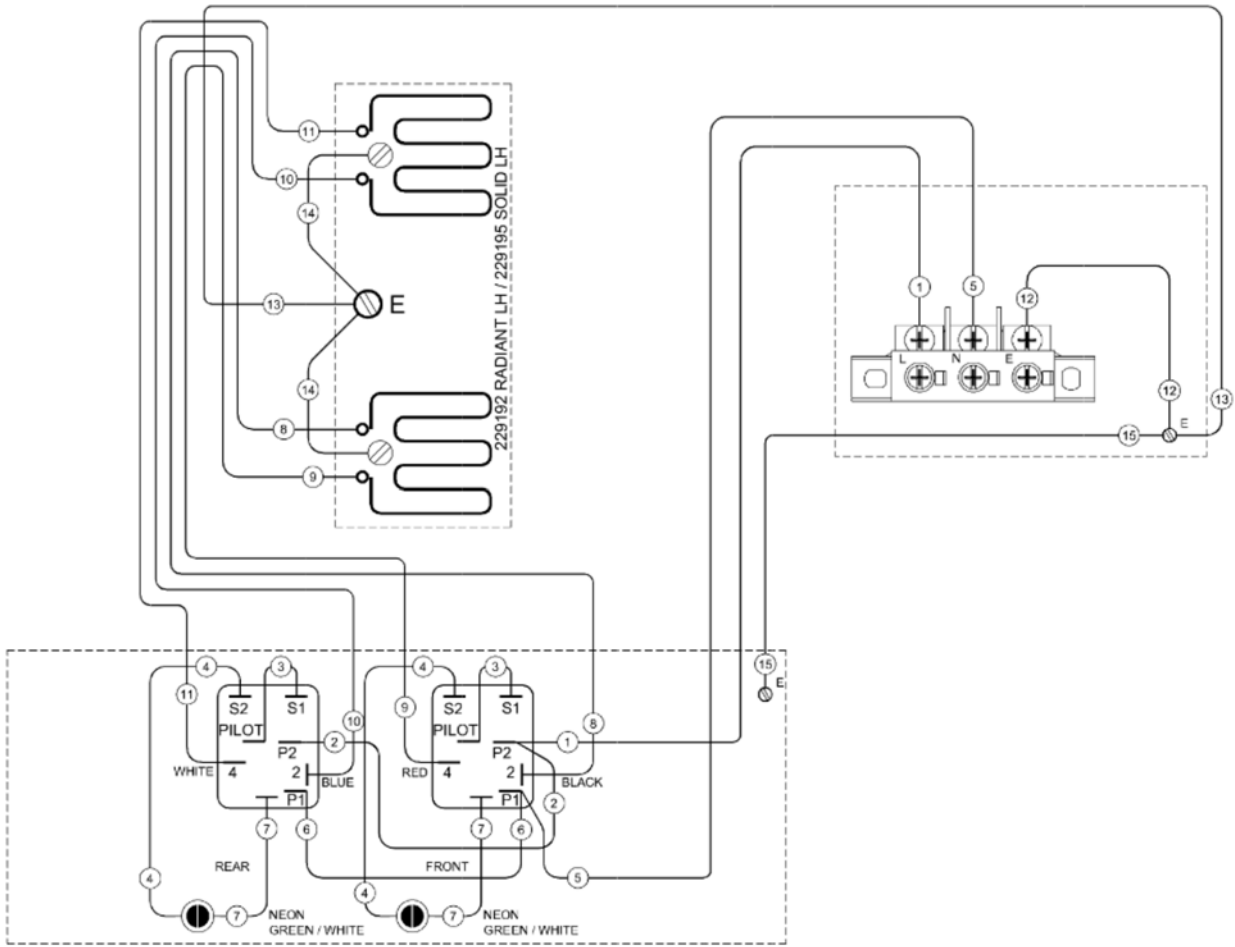 11
10
14
13
E
14
8
9
229192 RADIANT LH / 229195 SOLID LH
1
5
12
L
N
E
12
13
15
E
15
E
4
3
11
S2
S1
PILOT
10
P2
2
WHITE
4
2
BLUE
P1
7
6
REAR
4
7
NEON
GREEN / WHITE
4
3
9
S2
S1
PILOT
8
P2
1
RED
4
2
BLACK
P1
2
7
6
FRONT
5
4
7
NEON
GREEN / WHITE